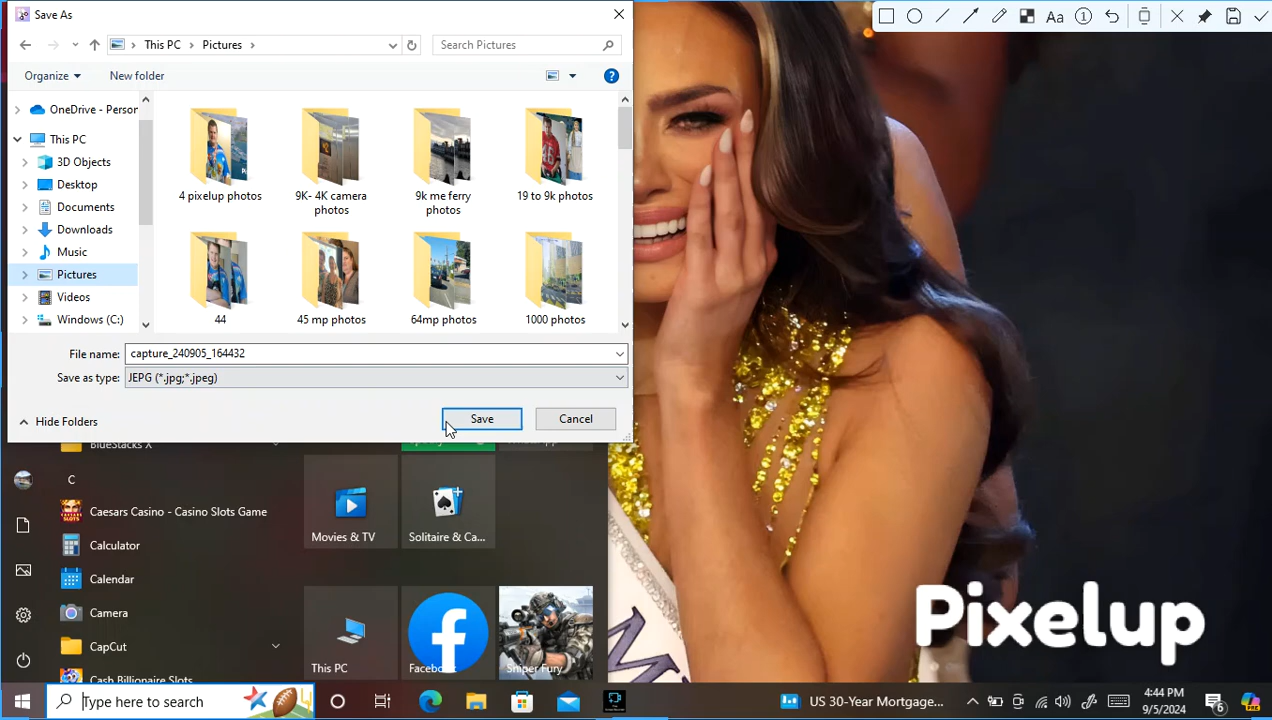 Save As
This PC
Pictures
Search Pictures
Organize
New folder
OneDrive - Person
This PC
3D Objects
Desktop
Documents
Downloads
Music
Pictures
Videos
Windows (C:)
4 pixelup photos
9K- 4K camera
photos
9k me ferry
photos
19 to 9k photos
44
45 mp photos
64mp photos
1000 photos
File name:
capture_240905_164432
Save as type:
JEPG (*.jpg;*.jpeg)
Hide Folders
Save
Cancel
Aa
1
BlueStacks X
C
Caesars Casino - Casino Slots Game
Calculator
Calendar
Camera
CapCut
Cash Billionaire Slots
Movies & TV
Solitaire & Ca...
This PC
Facebook
Sniper Fury
Pixelup
Type here to search
US 30-Year Mortgage...
4:44 PM
9/5/2024
6
PRE